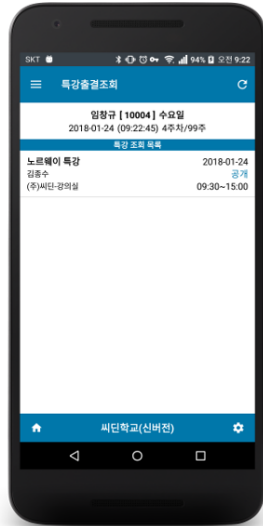 SKT 94% 오전 9:22
특강출결조회
임창규 [ 10004 ] 수요일
2018-01-24 (09:22:45) 4주차/99주
특강 조회 목록
노르웨이 특강 2018-01-24
김종수 공개
(주)씨딘-강의실 09:30~15:00
씨딘학교(신버전)